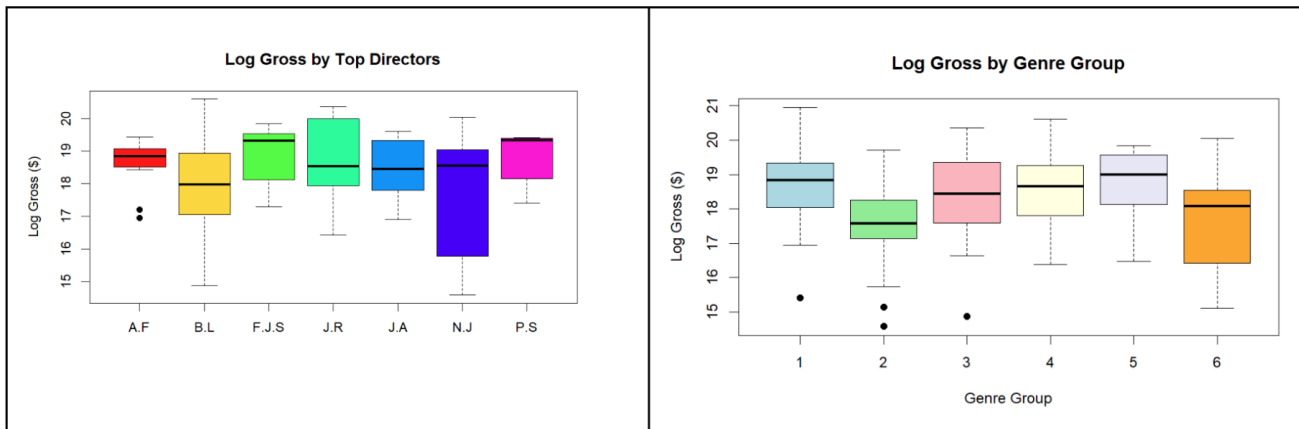 Log Gross by Top Directors
Log Gross ($)
20
19
18
17
16
15
A.F B.L F.J.S J.R J.A N.J P.S
Log Gross by Genre Group
Log Gross ($)
21
20
19
18
17
16
15
1 2 3 4 5 6
Genre Group